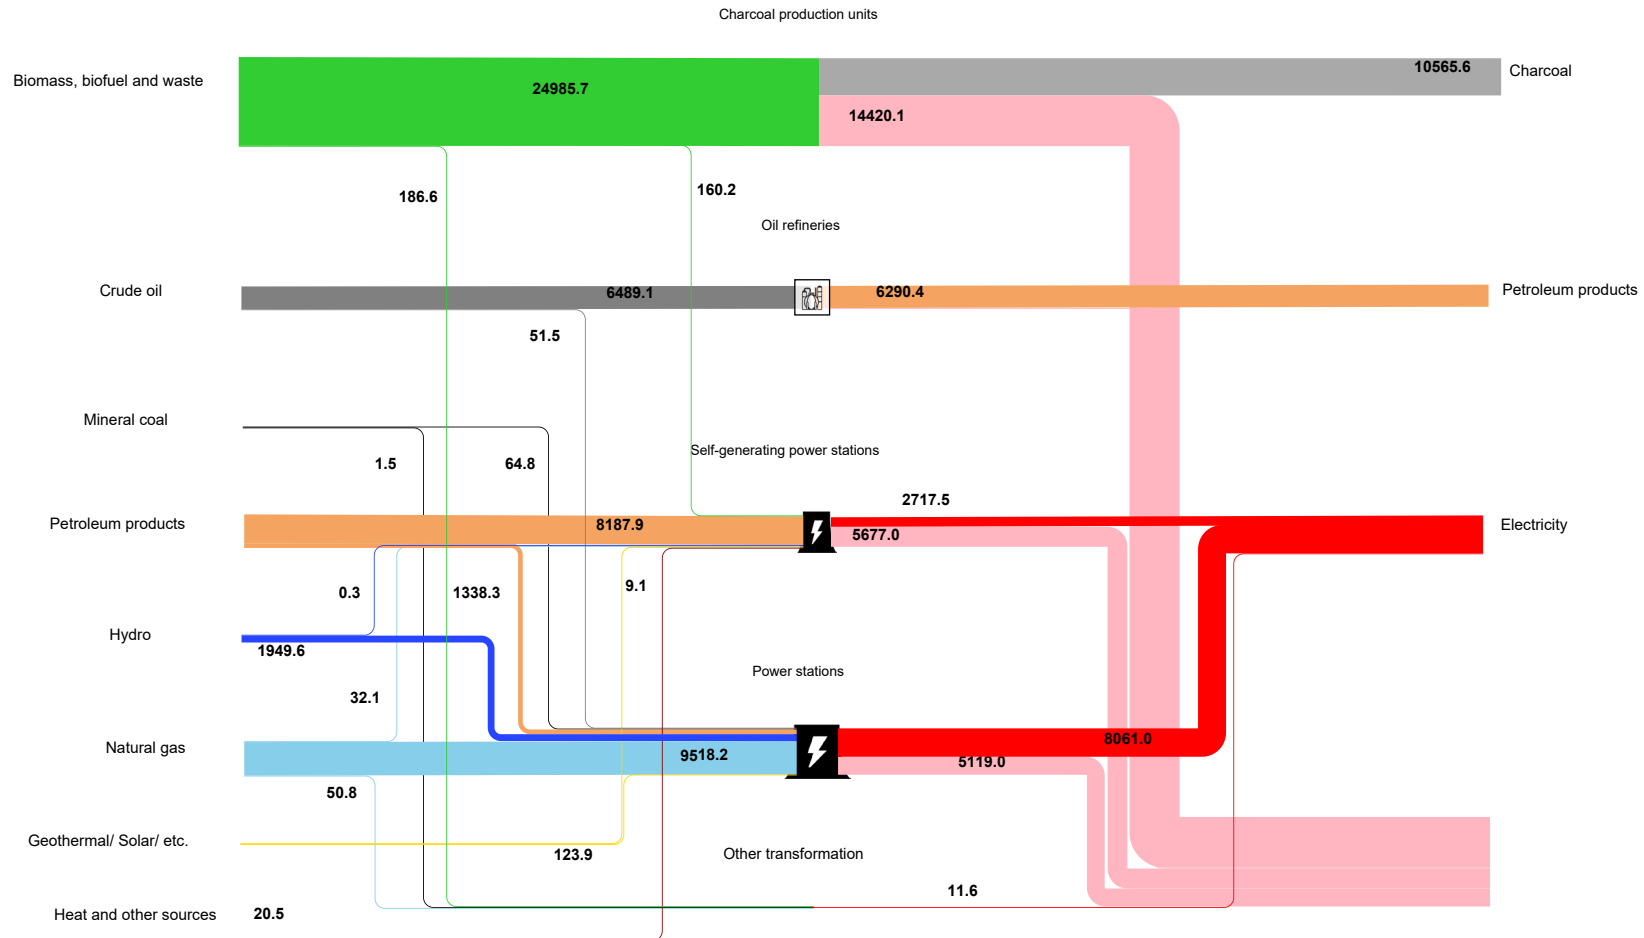 Charcoal production units
Biomass, biofuel and waste
24985.7
10565.6
Charcoal
14420.1
186.6
160.2
Oil refineries
Crude oil
6489.1
6290.4
Petroleum products
51.5
Mineral coal
1.5
64.8
Self-generating power stations
2717.5
Petroleum products
8187.9
5677.0
Electricity
0.3
1338.3
9.1
Hydro
1949.6
Power stations
32.1
Natural gas
9518.2
8061.0
5119.0
50.8
Geothermal/ Solar/ etc.
123.9
Other transformation
11.6
Heat and other sources
20.5